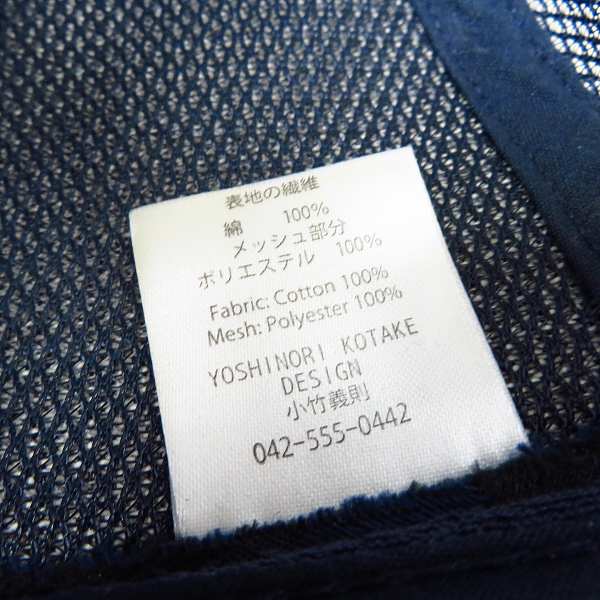 表地の繊維
綿 100%
メッシュ部分
ポリエステル 100%
Fabric: Cotton 100%
Mesh: Polyester 100%
YOSHINORI KOTAKE
DESIGN
小竹義則
042-555-0442